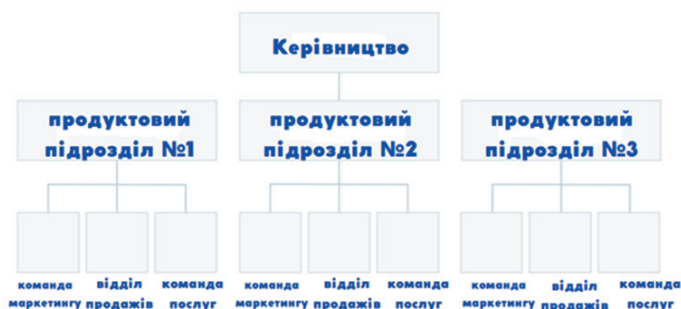 Керівництво
продуктовий
підрозділ №1
продуктовий
підрозділ №2
продуктовий
підрозділ №3
команда
маркетингу
відділ
продажів
команда
послуг
команда
маркетингу
відділ
продажів
команда
послуг
команда
маркетингу
відділ
продажів
команда
послуг